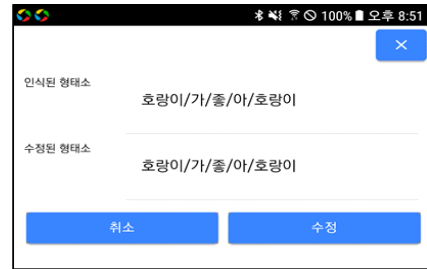 100% 오후 8:51
×
인식된 형태소
호랑이/가/좋/아/호랑이
수정된 형태소
호랑이/가/좋/아/호랑이
취소 수정